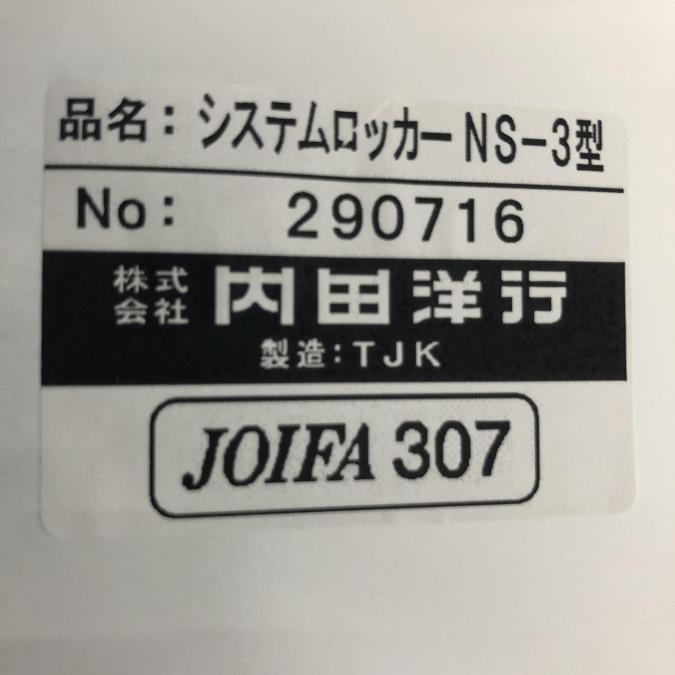 品名：システムロッカーNS-3型
No：290716
株式会社 内田洋行
製造：TJK
JOIFA 307